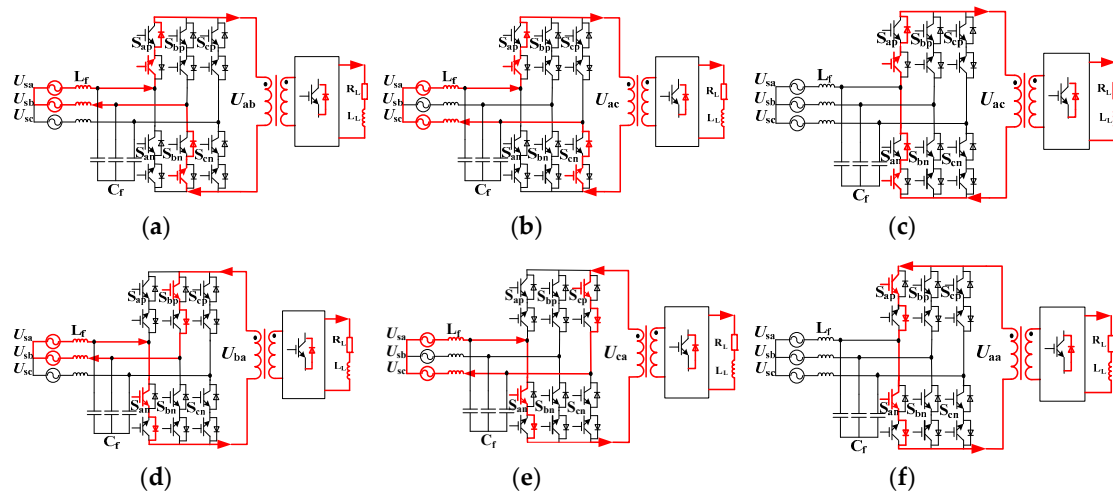 S_ap S_bp S_cp
U_sa L_f
U_sb
U_sc
U_ab
R_L
L_L
S_an S_bn S_cn
C_f
(a)
S_ap S_bp S_cp
U_sa L_f
U_sb
U_sc
U_ac
R_L
L_L
S_an S_bn S_cn
C_f
(b)
S_ap S_bp S_cp
U_sa L_f
U_sb
U_sc
U_ac
R_L
L_L
S_an S_bn S_cn
C_f
(c)
S_ap S_bp S_cp
U_sa L_f
U_sb
U_sc
U_ba
R_L
L_L
S_an S_bn S_cn
C_f
(d)
S_ap S_bp S_cp
U_sa L_f
U_sb
U_sc
U_ca
R_L
L_L
S_an S_bn S_cn
C_f
(e)
S_ap S_bp S_cp
U_sa L_f
U_sb
U_sc
U_aa
R_L
L_L
S_an S_bn S_cn
C_f
(f)